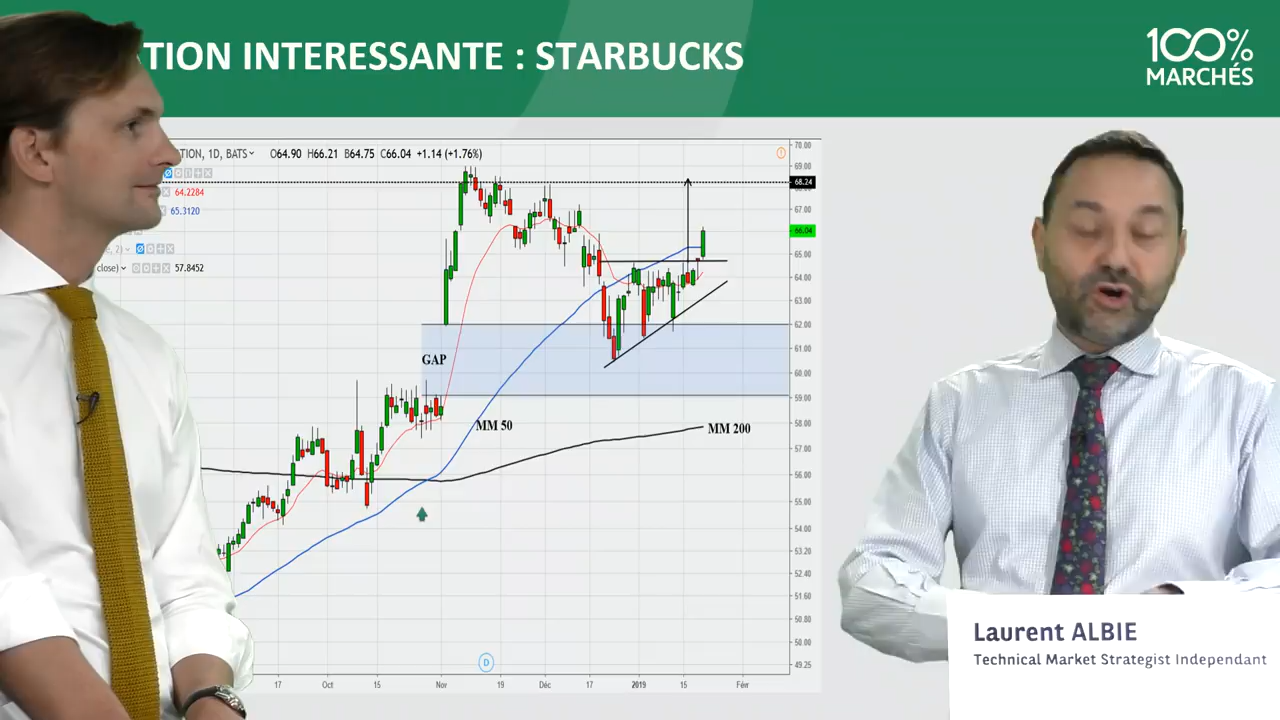 TION INTERESSANTE : STARBUCKS
100%
MARCHÉS
TION, 1D, BATS O64.90 H66.21 B64.75 C66.04 +1.14 (+1.76%)
64.2284
65.3120
, 2)
close) 57.8452
GAP
MM 50
MM 200
D
70.00
69.00
68.24
67.00
66.04
65.00
64.00
63.00
62.00
61.00
60.00
59.00
58.00
57.00
56.00
55.00
54.00
53.20
52.40
51.60
50.80
50.00
49.25
17 Oct 15 Nov 19 Déc 17 2019 15 Fév
Laurent ALBIE
Technical Market Strategist Independant